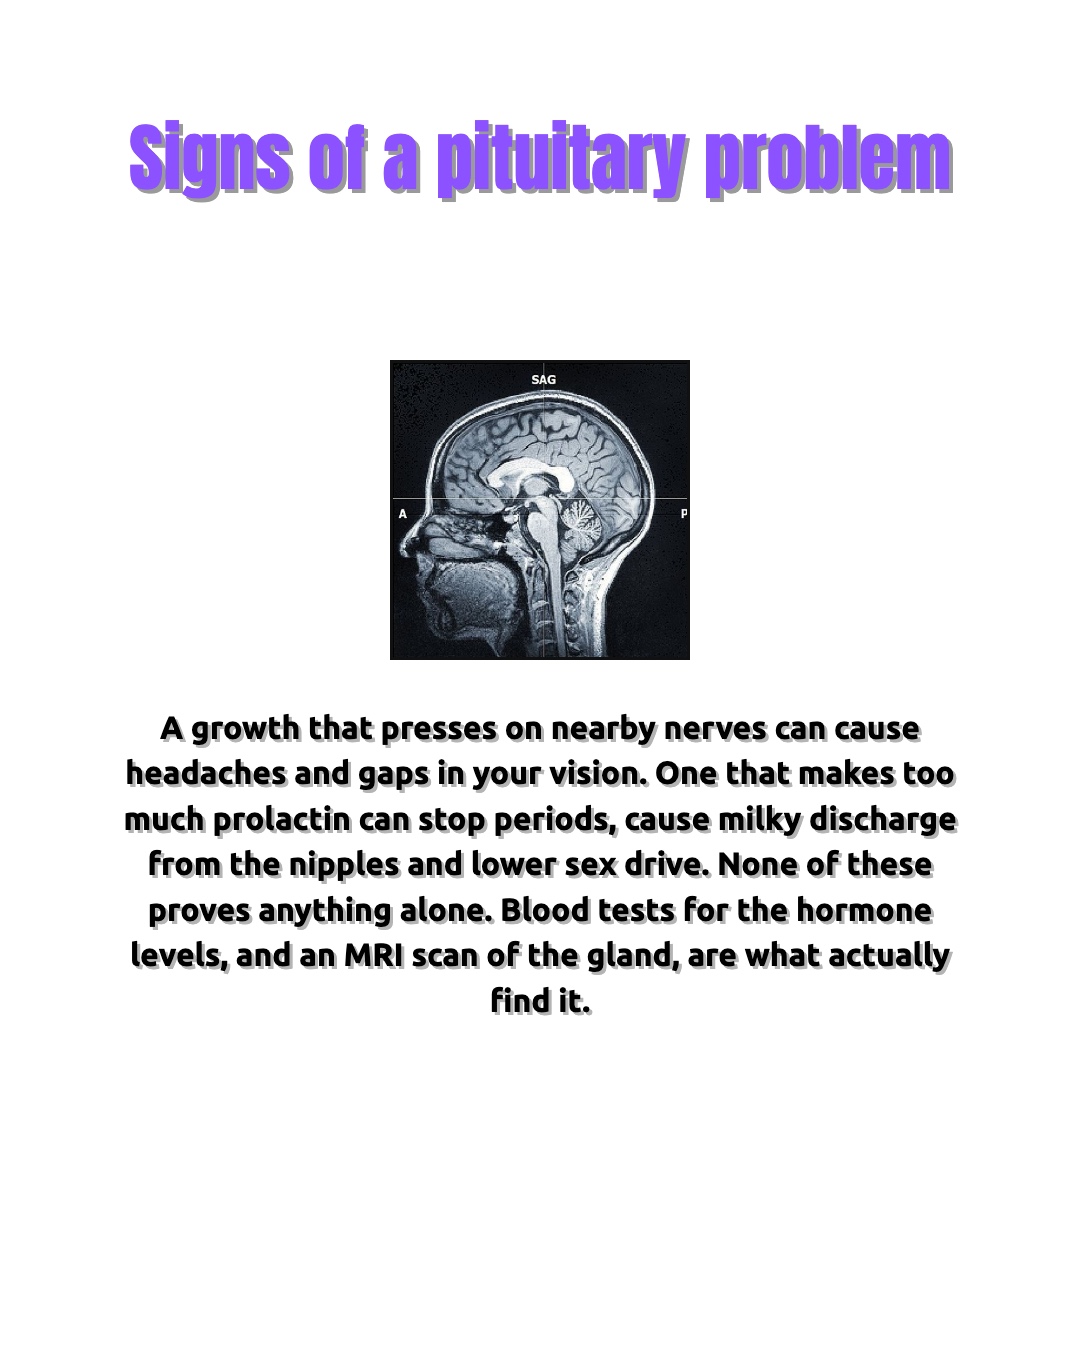 Signs of a pituitary problem
SAG
A
P
A growth that presses on nearby nerves can cause
headaches and gaps in your vision. One that makes too
much prolactin can stop periods, cause milky discharge
from the nipples and lower sex drive. None of these
proves anything alone. Blood tests for the hormone
levels, and an MRI scan of the gland, are what actually
find it.